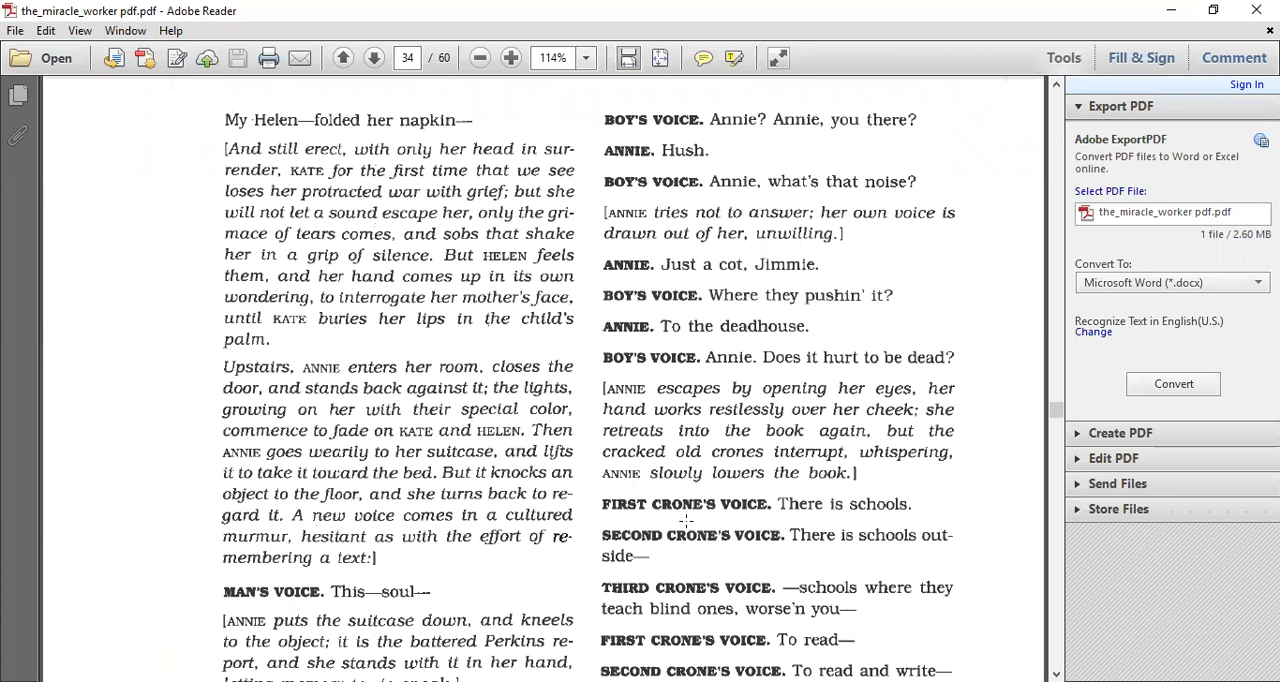 the_miracle_worker pdf.pdf - Adobe Reader
File Edit View Window Help
Open 34 / 60 114% Tools Fill & Sign Comment
Sign In
My Helen—folded her napkin—
[And still erect, with only her head in sur-
render, KATE for the first time that we see
loses her protracted war with grief; but she
will not let a sound escape her, only the gri-
mace of tears comes, and sobs that shake
her in a grip of silence. But HELEN feels
them, and her hand comes up in its own
wondering, to interrogate her mother's face,
until KATE buries her lips in the child's
palm.
Upstairs, ANNIE enters her room, closes the
door, and stands back against it; the lights,
growing on her with their special color,
commence to fade on KATE and HELEN. Then
ANNIE goes wearily to her suitcase, and lifts
it to take it toward the bed. But it knocks an
object to the floor, and she turns back to re-
gard it. A new voice comes in a cultured
murmur, hesitant as with the effort of re-
membering a text:]
MAN'S VOICE. This—soul—
[ANNIE puts the suitcase down, and kneels
to the object; it is the battered Perkins re-
port, and she stands with it in her hand,
BOY'S VOICE. Annie? Annie, you there?
ANNIE. Hush.
BOY'S VOICE. Annie, what's that noise?
[ANNIE tries not to answer; her own voice is
drawn out of her, unwilling.]
ANNIE. Just a cot, Jimmie.
BOY'S VOICE. Where they pushin' it?
ANNIE. To the deadhouse.
BOY'S VOICE. Annie. Does it hurt to be dead?
[ANNIE escapes by opening her eyes, her
hand works restlessly over her cheek; she
retreats into the book again, but the
cracked old crones interrupt, whispering,
ANNIE slowly lowers the book.]
FIRST CRONE'S VOICE. There is schools.
SECOND CRONE'S VOICE. There is schools out-
side—
THIRD CRONE'S VOICE. —schools where they
teach blind ones, worse'n you—
FIRST CRONE'S VOICE. To read—
SECOND CRONE'S VOICE. To read and write—
Export PDF
Adobe ExportPDF
Convert PDF files to Word or Excel
online.
Select PDF File:
the_miracle_worker pdf.pdf
1 file / 2.60 MB
Convert To:
Microsoft Word (*.docx)
Recognize Text in English(U.S.)
Change
Convert
Create PDF
Edit PDF
Send Files
Store Files